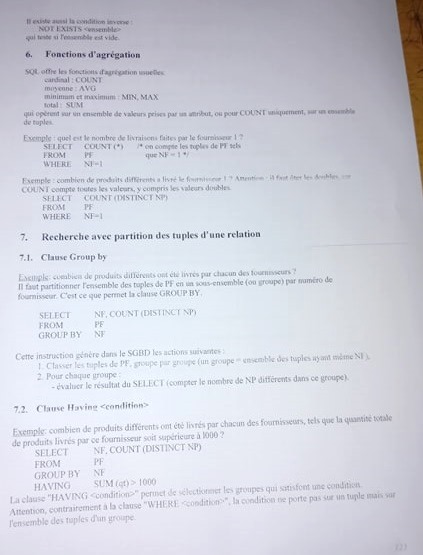 Il existe aussi la condition inverse :
NOT EXISTS <ensemble>
qui teste si l'ensemble est vide.
6. Fonctions d'agrégation
SQL offre les fonctions d'agrégation usuelles:
cardinal : COUNT
moyenne : AVG
minimum et maximum : MIN, MAX
total : SUM
qui opèrent sur un ensemble de valeurs prises par un attribut, ou pour COUNT uniquement, sur un ensemble
de tuples.
Exemple : quel est le nombre de livraisons faites par le fournisseur 1 ?
SELECT COUNT (*) /* on compte les tuples de PF tels
FROM PF que NF = 1 */
WHERE NF=1
Exemple : combien de produits différents a livré le fournisseur 1 ? Attention : il faut ôter les doubles, car
COUNT compte toutes les valeurs, y compris les valeurs doubles.
SELECT COUNT (DISTINCT NP)
FROM PF
WHERE NF=1
7. Recherche avec partition des tuples d'une relation
7.1. Clause Group by
Exemple: combien de produits différents ont été livrés par chacun des fournisseurs ?
Il faut partitionner l'ensemble des tuples de PF en un sous-ensemble (ou groupe) par numéro de
fournisseur. C'est ce que permet la clause GROUP BY.
SELECT NF, COUNT (DISTINCT NP)
FROM PF
GROUP BY NF
Cette instruction génère dans le SGBD les actions suivantes :
1. Classer les tuples de PF, groupe par groupe (un groupe = ensemble des tuples ayant même NF),
2. Pour chaque groupe :
- évaluer le résultat du SELECT (compter le nombre de NP différents dans ce groupe).
7.2. Clause Having <condition>
Exemple: combien de produits différents ont été livrés par chacun des fournisseurs, tels que la quantité totale
de produits livrés par ce fournisseur soit supérieure à 1000 ?
SELECT NF, COUNT (DISTINCT NP)
FROM PF
GROUP BY NF
HAVING SUM (qt) > 1000
La clause "HAVING <condition>" permet de sélectionner les groupes qui satisfont une condition.
Attention, contrairement à la clause "WHERE <condition>", la condition ne porte pas sur un tuple mais sur
l'ensemble des tuples d'un groupe.